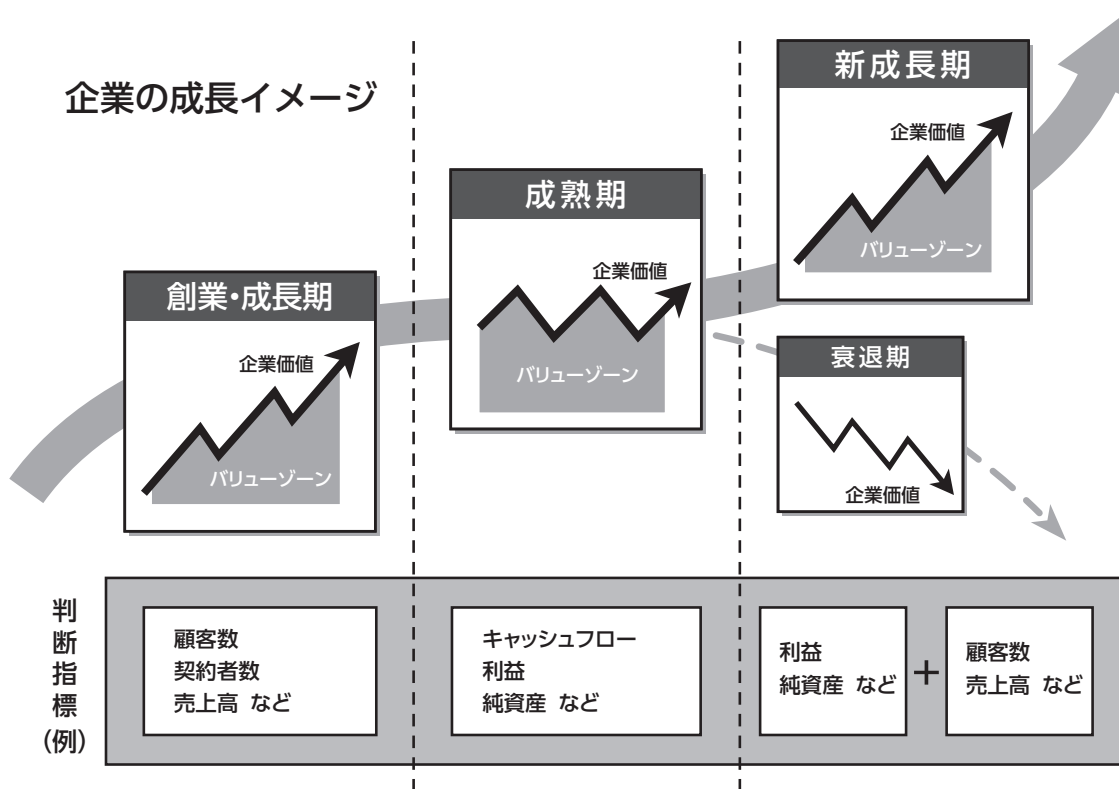 企業の成長イメージ
創業・成長期
企業価値
バリューゾーン
成熟期
企業価値
バリューゾーン
新成長期
企業価値
バリューゾーン
衰退期
企業価値
判断指標(例)
顧客数
契約者数
売上高 など
キャッシュフロー
利益
純資産 など
利益
純資産 など
+
顧客数
売上高 など